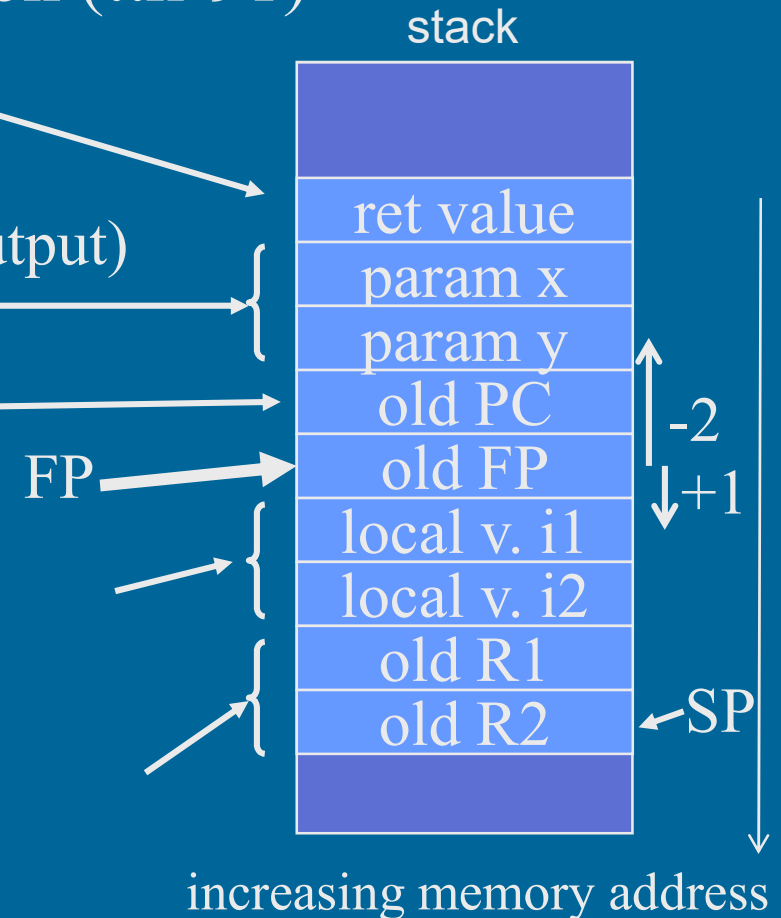 stack
ret value
utput)
param x
param y
old PC
-2
FP
old FP
+1
local v. i1
local v. i2
old R1
old R2
SP
increasing memory address